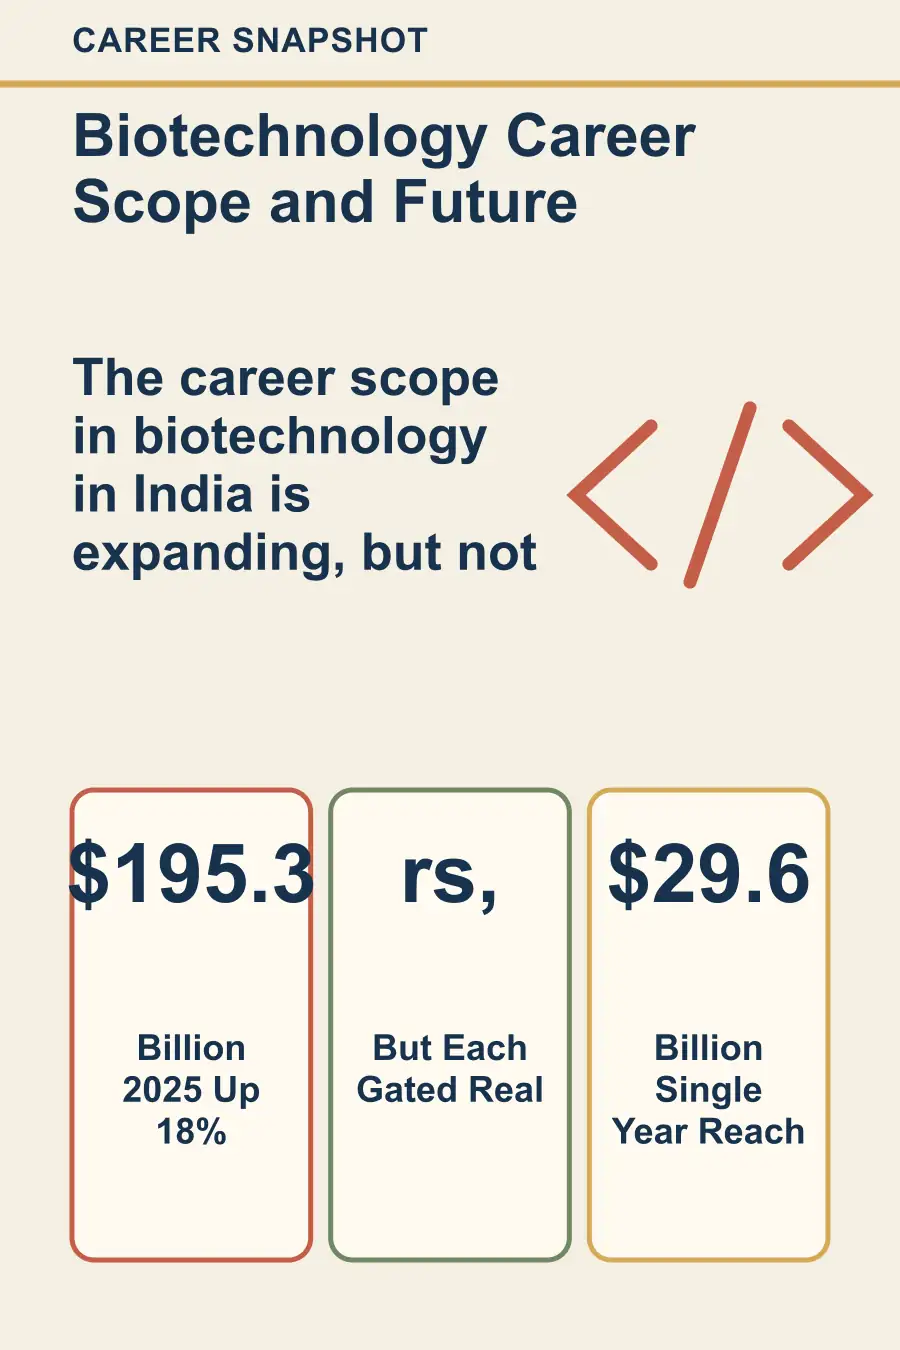 CAREER SNAPSHOT
Biotechnology Career
Scope and Future
The career scope
in biotechnology
in India is
expanding, but not
$195.3
Billion
2025 Up
18%
rs,
But Each
Gated Real
$29.6
Billion
Single
Year Reach